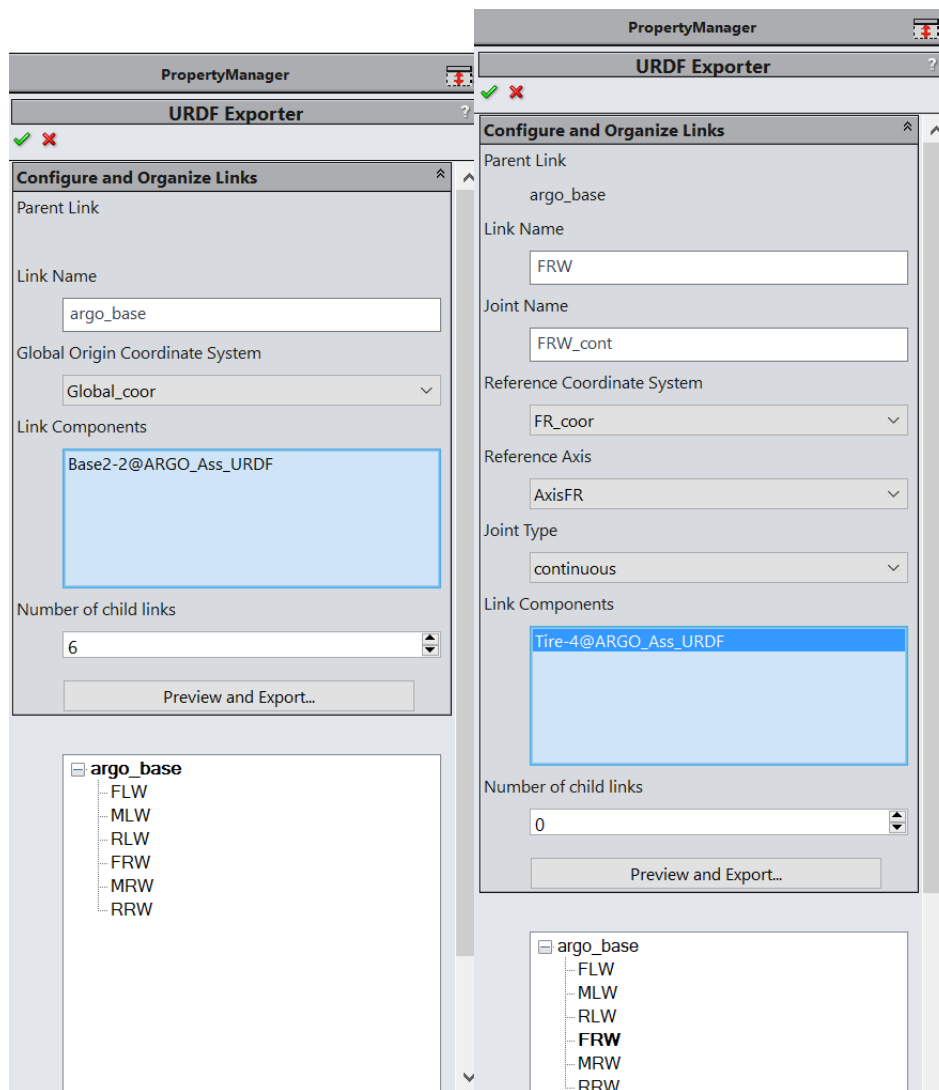 PropertyManager
URDF Exporter
?
Configure and Organize Links
Parent Link
Link Name
argo_base
Global Origin Coordinate System
Global_coor
Link Components
Base2-2@ARGO_Ass_URDF
Number of child links
6
Preview and Export...
argo_base
FLW
MLW
RLW
FRW
MRW
RRW
PropertyManager
URDF Exporter
?
Configure and Organize Links
Parent Link
argo_base
Link Name
FRW
Joint Name
FRW_cont
Reference Coordinate System
FR_coor
Reference Axis
AxisFR
Joint Type
continuous
Link Components
Tire-4@ARGO_Ass_URDF
Number of child links
0
Preview and Export...
argo_base
FLW
MLW
RLW
FRW
MRW
RRW